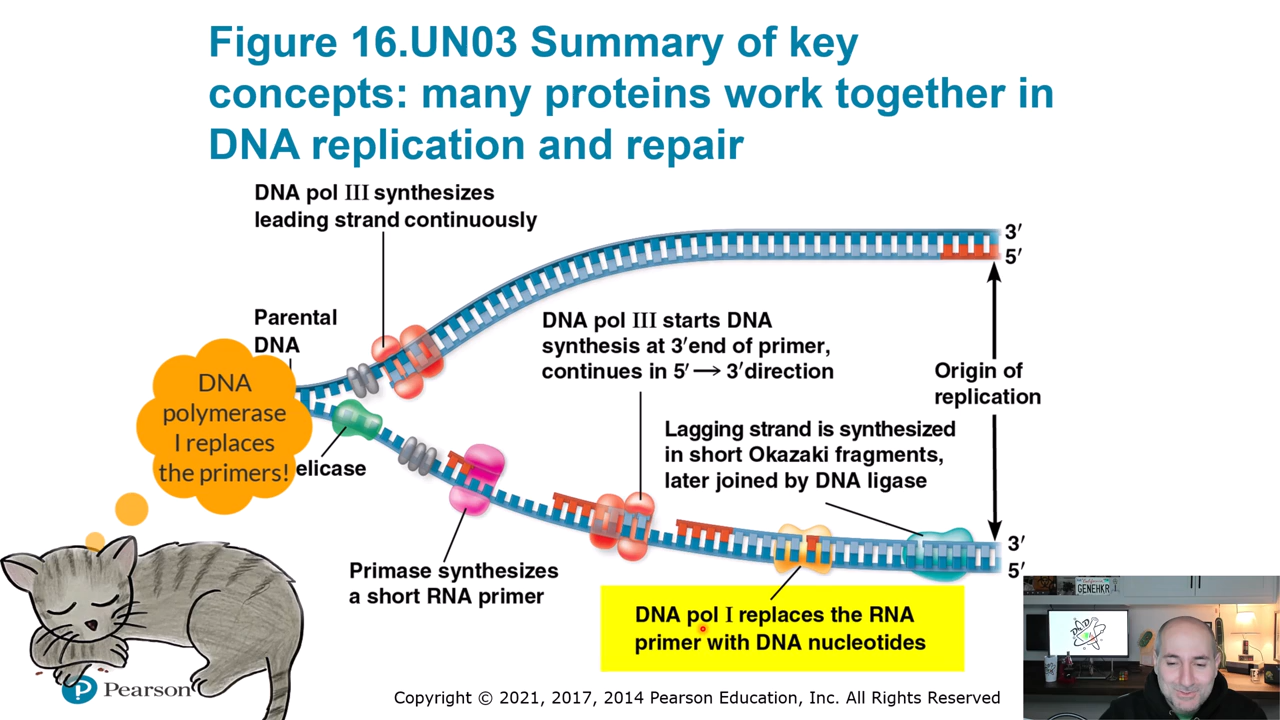 Figure 16.UN03 Summary of key
concepts: many proteins work together in
DNA replication and repair
DNA pol III synthesizes
leading strand continuously
3′
5′
Parental
DNA
DNA pol III starts DNA
synthesis at 3′end of primer,
continues in 5′ → 3′direction
Origin of
replication
DNA
polymerase
I replaces
the primers!
elicase
Lagging strand is synthesized
in short Okazaki fragments,
later joined by DNA ligase
3′
5′
Primase synthesizes
a short RNA primer
DNA pol I replaces the RNA
primer with DNA nucleotides
GENEHKR
Pearson
Copyright © 2021, 2017, 2014 Pearson Education, Inc. All Rights Reserved